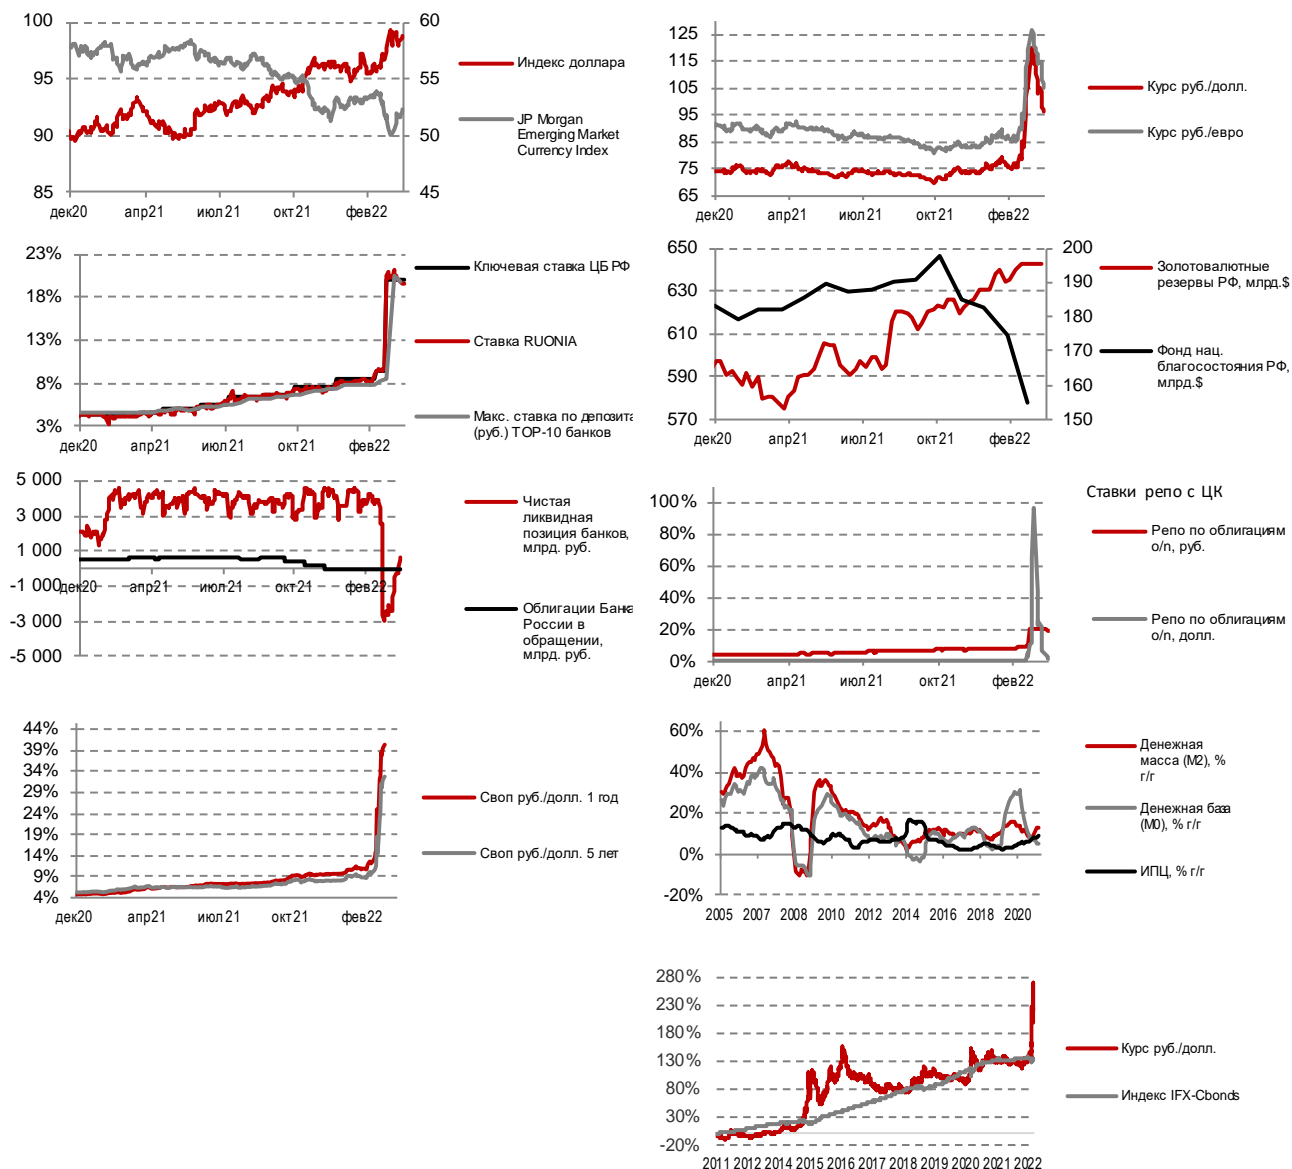 100
95
90
85
60
55
50
45
дек20 апр21 июл21 окт21 фев22
Индекс доллара
JP Morgan
Emerging Market
Currency Index
125
115
105
95
85
75
65
дек20 апр21 июл21 окт21 фев22
Курс руб./долл.
Курс руб./евро
23%
18%
13%
8%
3%
дек20 апр21 июл21 окт21 фев22
Ключевая ставка ЦБ РФ
Ставка RUONIA
Макс. ставка по депозита
(руб.) TOP-10 банков
650
630
610
590
570
200
190
180
170
160
150
дек20 апр21 июл21 окт21 фев22
Золотовалютные
резервы РФ, млрд.$
Фонд нац.
благосостояния РФ,
млрд.$
5 000
3 000
1 000
-1 000
-3 000
-5 000
дек20 апр21 июл21 окт21 фев22
Чистая
ликвидная
позиция банков,
млрд. руб.
Облигации Банка
России в
обращении,
млрд. руб.
Ставки репо с ЦК
100%
80%
60%
40%
20%
0%
дек20 апр21 июл21 окт21 фев22
Репо по облигациям
o/n, руб.
Репо по облигациям
o/n, долл.
44%
39%
34%
29%
24%
19%
14%
9%
4%
дек20 апр21 июл21 окт21 фев22
Своп руб./долл. 1 год
Своп руб./долл. 5 лет
60%
40%
20%
0%
-20%
2005 2007 2008 2010 2012 2014 2016 2018 2020
Денежная
масса (М2), %
г/г
Денежная база
(М0), % г/г
ИПЦ, % г/г
280%
230%
180%
130%
80%
30%
-20%
2011 2012 2014 2015 2016 2017 2018 2019 2020 2021 2022
Курс руб./долл.
Индекс IFX-Cbonds